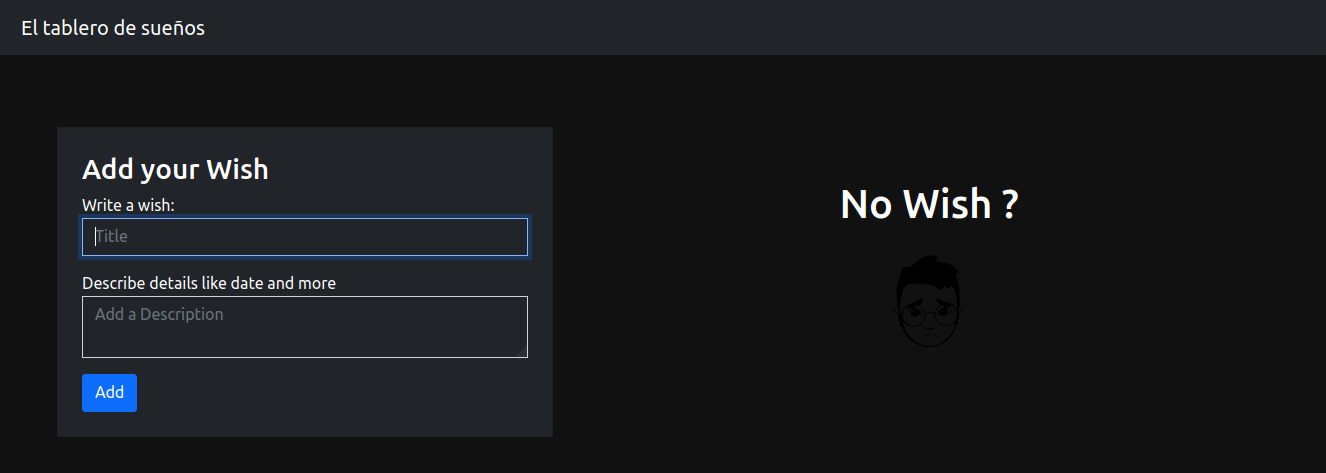 El tablero de sueños
Add your Wish
Write a wish:
Title
Describe details like date and more
Add a Description
Add
No Wish ?